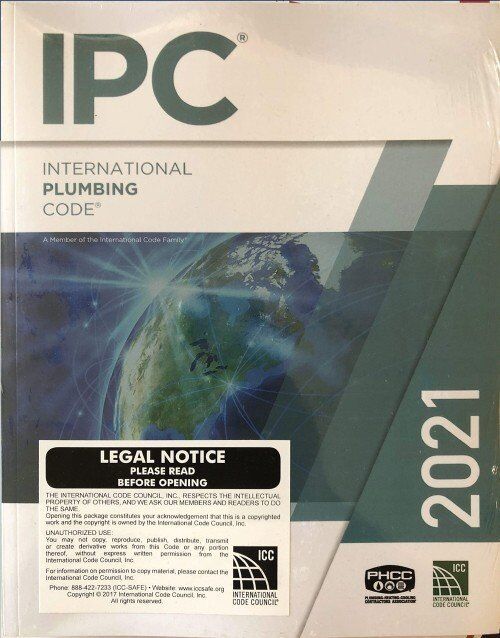 IPC®
INTERNATIONAL
PLUMBING
CODE®
A Member of the International Code Family®
2021
LEGAL NOTICE
PLEASE READ
BEFORE OPENING
THE INTERNATIONAL CODE COUNCIL, INC., RESPECTS THE INTELLECTUAL
PROPERTY OF OTHERS, AND WE ASK OUR MEMBERS AND READERS TO DO
THE SAME.
Opening this package constitutes your acknowledgement that this is a copyrighted
work and the copyright is owned by the International Code Council, Inc.
UNAUTHORIZED USE:
You may not copy, reproduce, publish, distribute, transmit
or create derivative works from this Code or any portion
thereof, without express written permission from the
International Code Council, Inc.
For information on permission to copy material, please contact the
International Code Council, Inc.
Phone: 888-422-7233 (ICC-SAFE) • Website: www.iccsafe.org
Copyright © 2017 International Code Council, Inc.
All rights reserved.
ICC
INTERNATIONAL
CODE COUNCIL®
PHCC
PLUMBING-HEATING-COOLING
CONTRACTORS ASSOCIATION®
ICC
INTERNATIONAL
CODE COUNCIL®